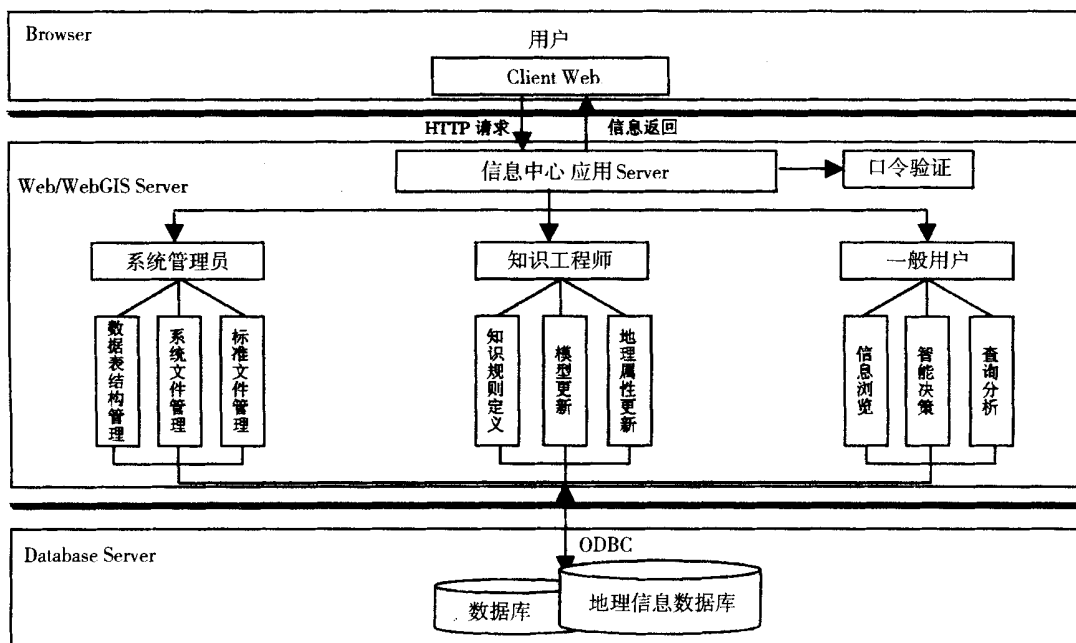 Browser
用户
Client Web
HTTP 请求
信息返回
信息中心 应用 Server
口令验证
Web/WebGIS Server
系统管理员
知识工程师
一般用户
数据表结构管理
系统文件管理
标准文件管理
知识规则定义
模型更新
地理属性更新
信息浏览
智能决策
查询分析
ODBC
Database Server
数据库
地理信息数据库